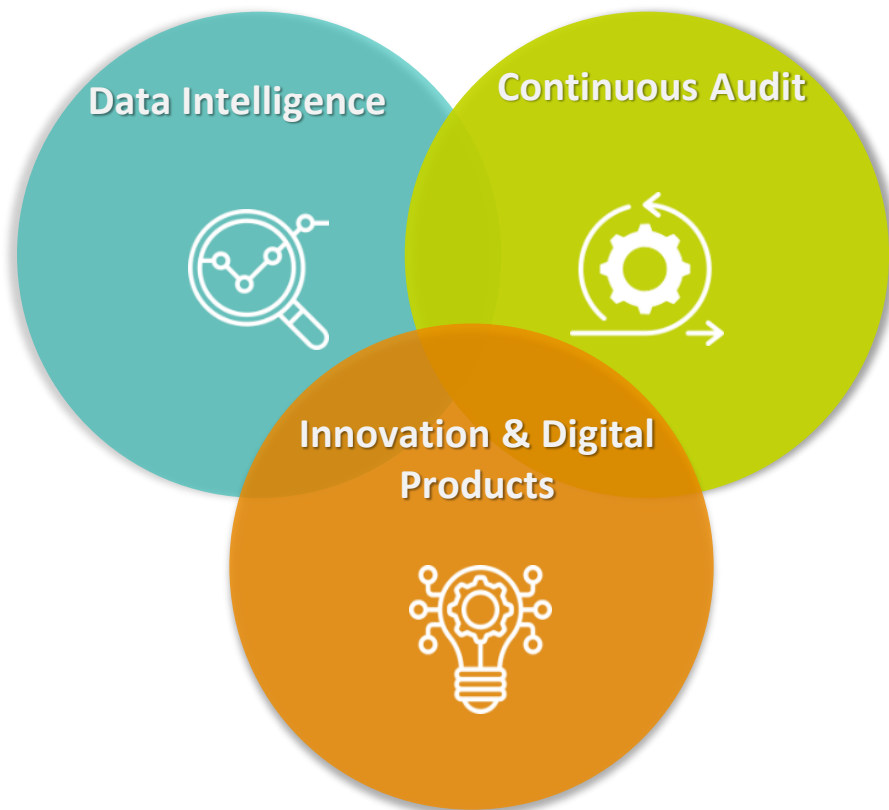 Data Intelligence
Continuous Audit
Innovation & Digital
Products